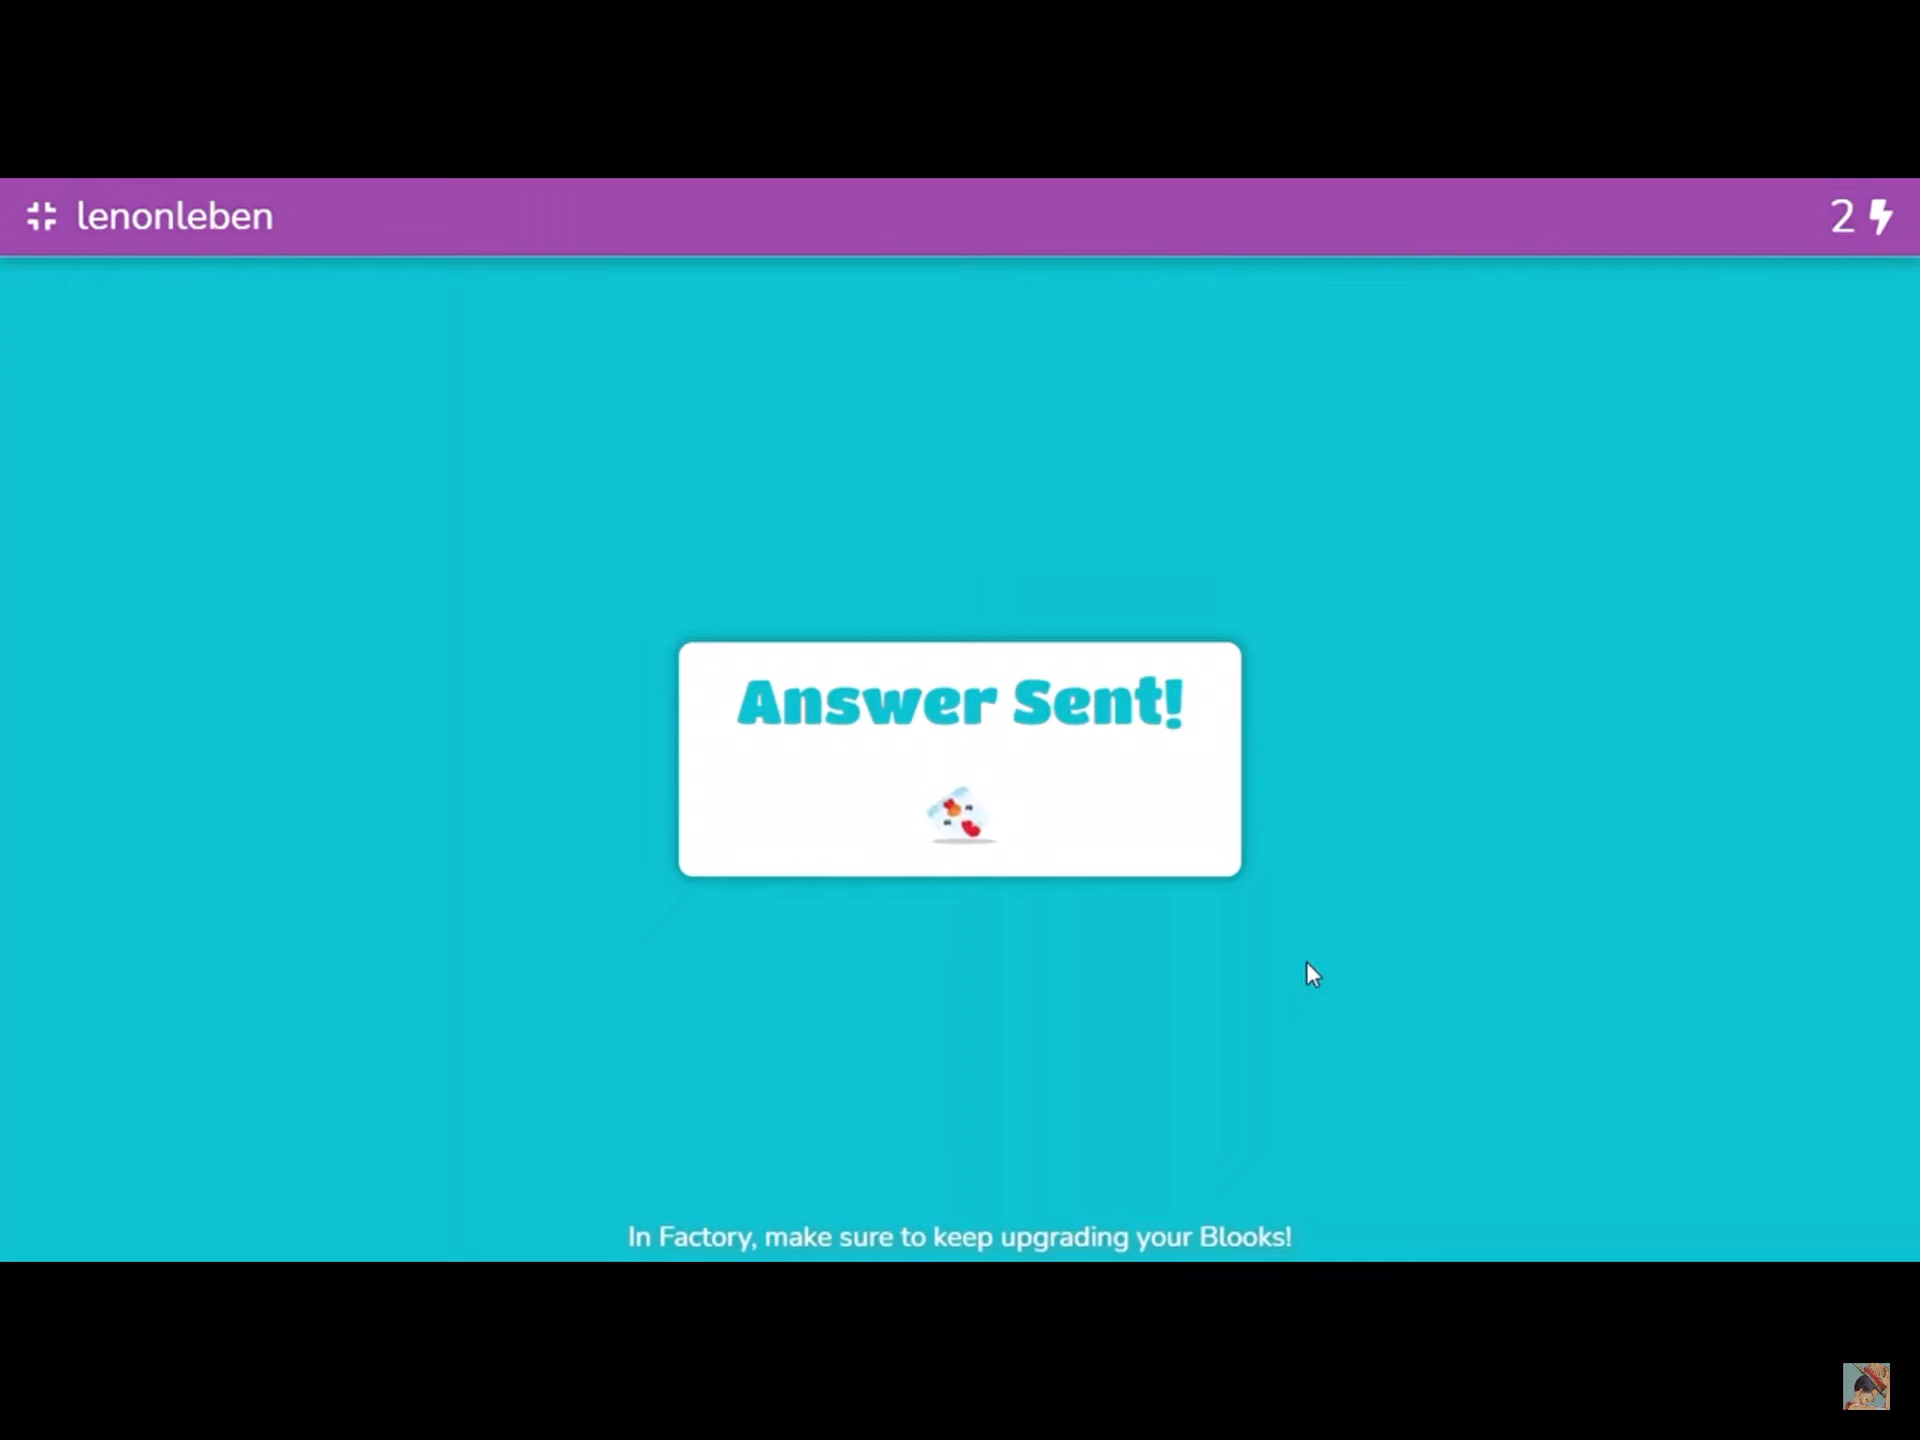 lenonleben
2
Answer Sent!
In Factory, make sure to keep upgrading your Blooks!